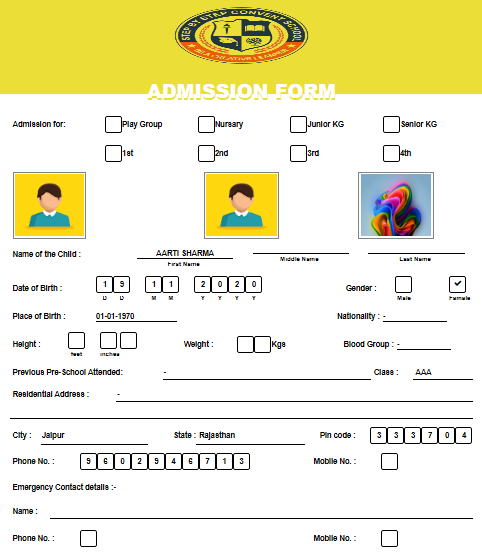 STEP BY STEP CONVENT SCHOOL
ADMISSION FORM
Admission for: Play Group Nursary Junior KG Senior KG
1st 2nd 3rd 4th
Name of the Child : AARTI SHARMA
First Name Middle Name Last Name
Date of Birth : 1 9 1 1 2 0 2 0 Gender :
D D M M Y Y Y Y Male Famale
Place of Birth : 01-01-1970 Nationality : -
Height : Weight : Kgs Blood Group : -
feet inches
Previous Pre-School Attended: - Class : AAA
Residential Address : -
City : Jaipur State : Rajasthan Pin code : 3 3 3 7 0 4
Phone No. : 9 6 0 2 9 4 6 7 1 3 Mobile No. :
Emergency Contact details :-
Name :
Phone No. : Mobile No. :